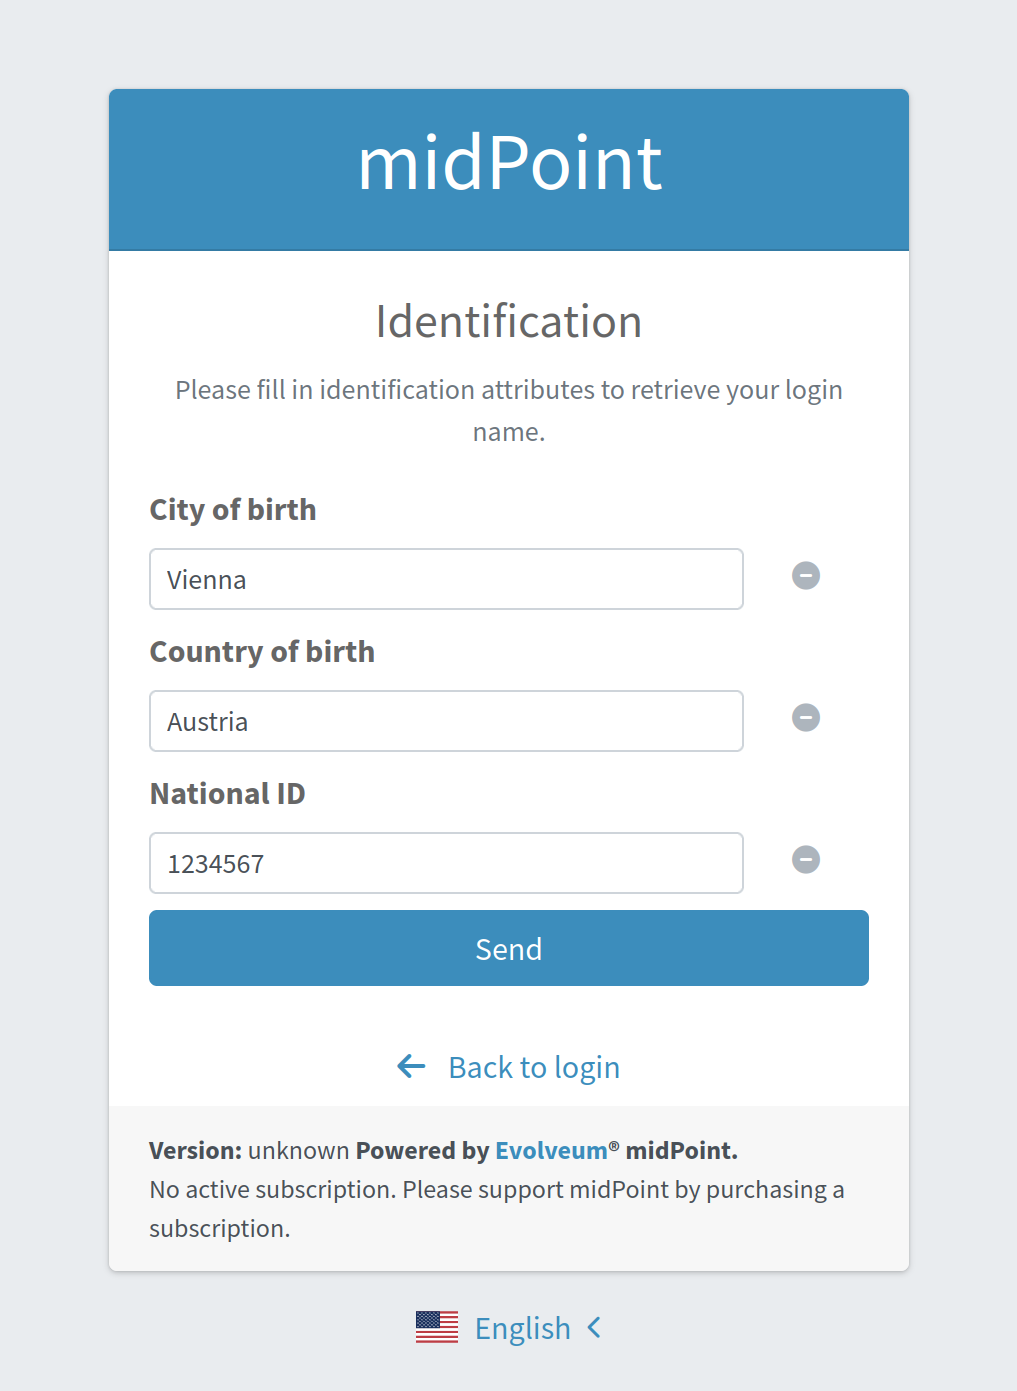 midPoint
Identification
Please fill in identification attributes to retrieve your login
name.
City of birth
Vienna
Country of birth
Austria
National ID
1234567
Send
Back to login
Version: unknown Powered by Evolveum® midPoint.
No active subscription. Please support midPoint by purchasing a
subscription.
English